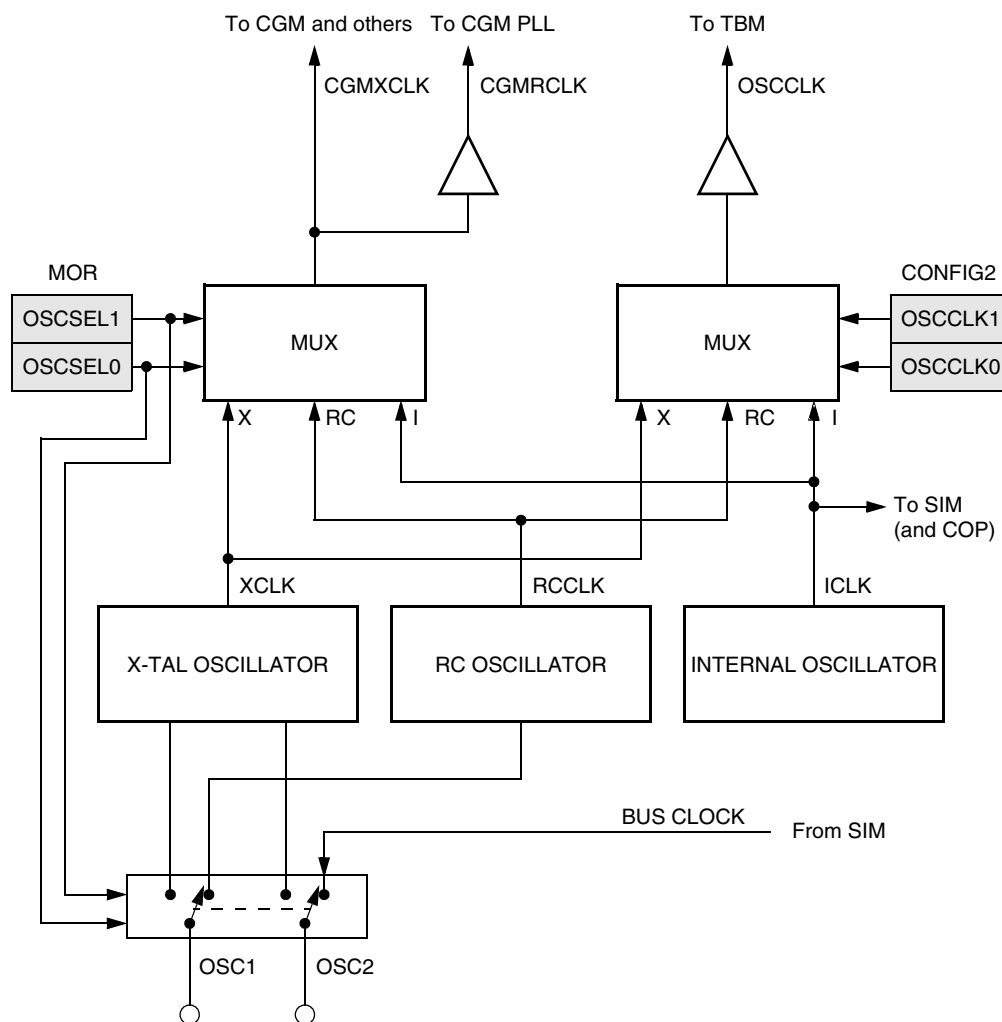 To CGM and others
To CGM PLL
To TBM
CGMXCLK
CGMRCLK
OSCCLK
MOR
CONFIG2
OSCSEL1
OSCSEL0
MUX
MUX
OSCCLK1
OSCCLK0
X
RC
I
X
RC
I
To SIM
(and COP)
XCLK
RCCLK
ICLK
X-TAL OSCILLATOR
RC OSCILLATOR
INTERNAL OSCILLATOR
BUS CLOCK
From SIM
OSC1
OSC2